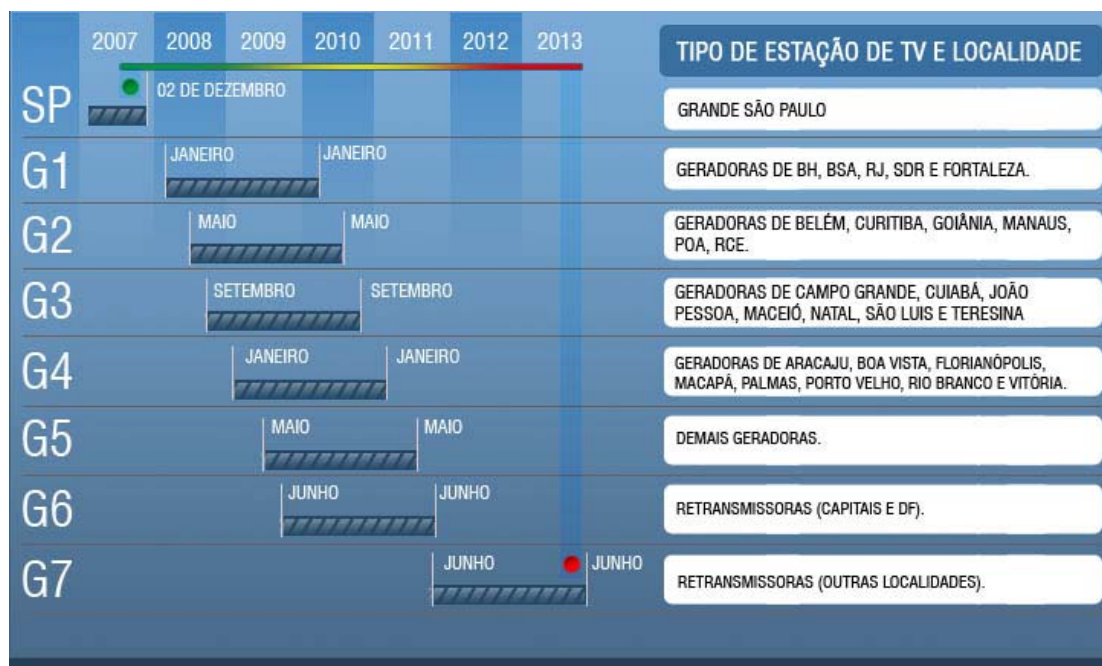 2007 2008 2009 2010 2011 2012 2013
TIPO DE ESTAÇÃO DE TV E LOCALIDADE
SP
02 DE DEZEMBRO
GRANDE SÃO PAULO
G1
JANEIRO JANEIRO
GERADORAS DE BH, BSA, RJ, SDR E FORTALEZA.
G2
MAIO MAIO
GERADORAS DE BELÉM, CURITIBA, GOIÂNIA, MANAUS,
POA, RCE.
G3
SETEMBRO SETEMBRO
GERADORAS DE CAMPO GRANDE, CUIABÁ, JOÃO
PESSOA, MACEIÓ, NATAL, SÃO LUIS E TERESINA
G4
JANEIRO JANEIRO
GERADORAS DE ARACAJU, BOA VISTA, FLORIANÓPOLIS,
MACAPÁ, PALMAS, PORTO VELHO, RIO BRANCO E VITÓRIA.
G5
MAIO MAIO
DEMAIS GERADORAS.
G6
JUNHO JUNHO
RETRANSMISSORAS (CAPITAIS E DF).
G7
JUNHO JUNHO
RETRANSMISSORAS (OUTRAS LOCALIDADES).